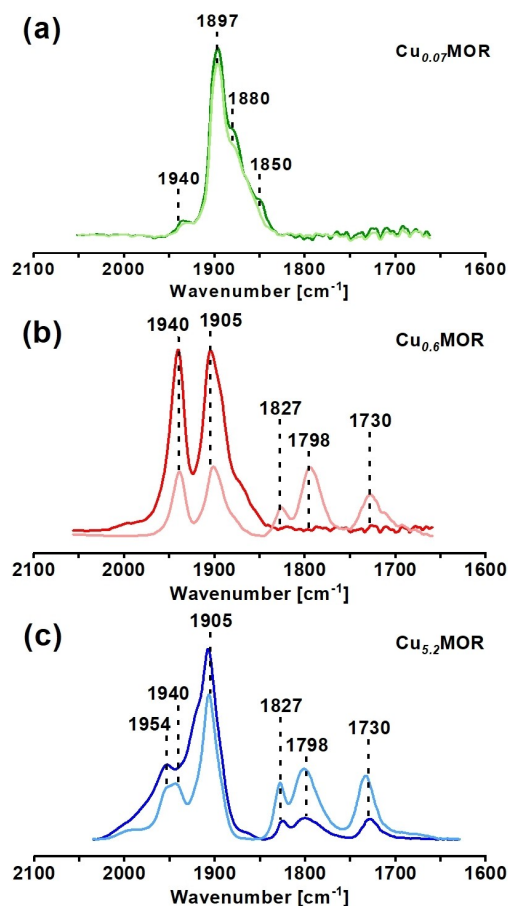 (a)
Cu0.07MOR
1897
1880
1850
1940
2100 2000 1900 1800 1700 1600
Wavenumber [cm-1]
(b)
Cu0.6MOR
1940 1905
1827
1798
1730
2100 2000 1900 1800 1700 1600
Wavenumber [cm-1]
(c)
Cu5.2MOR
1905
1940
1954
1827
1798
1730
2100 2000 1900 1800 1700 1600
Wavenumber [cm-1]